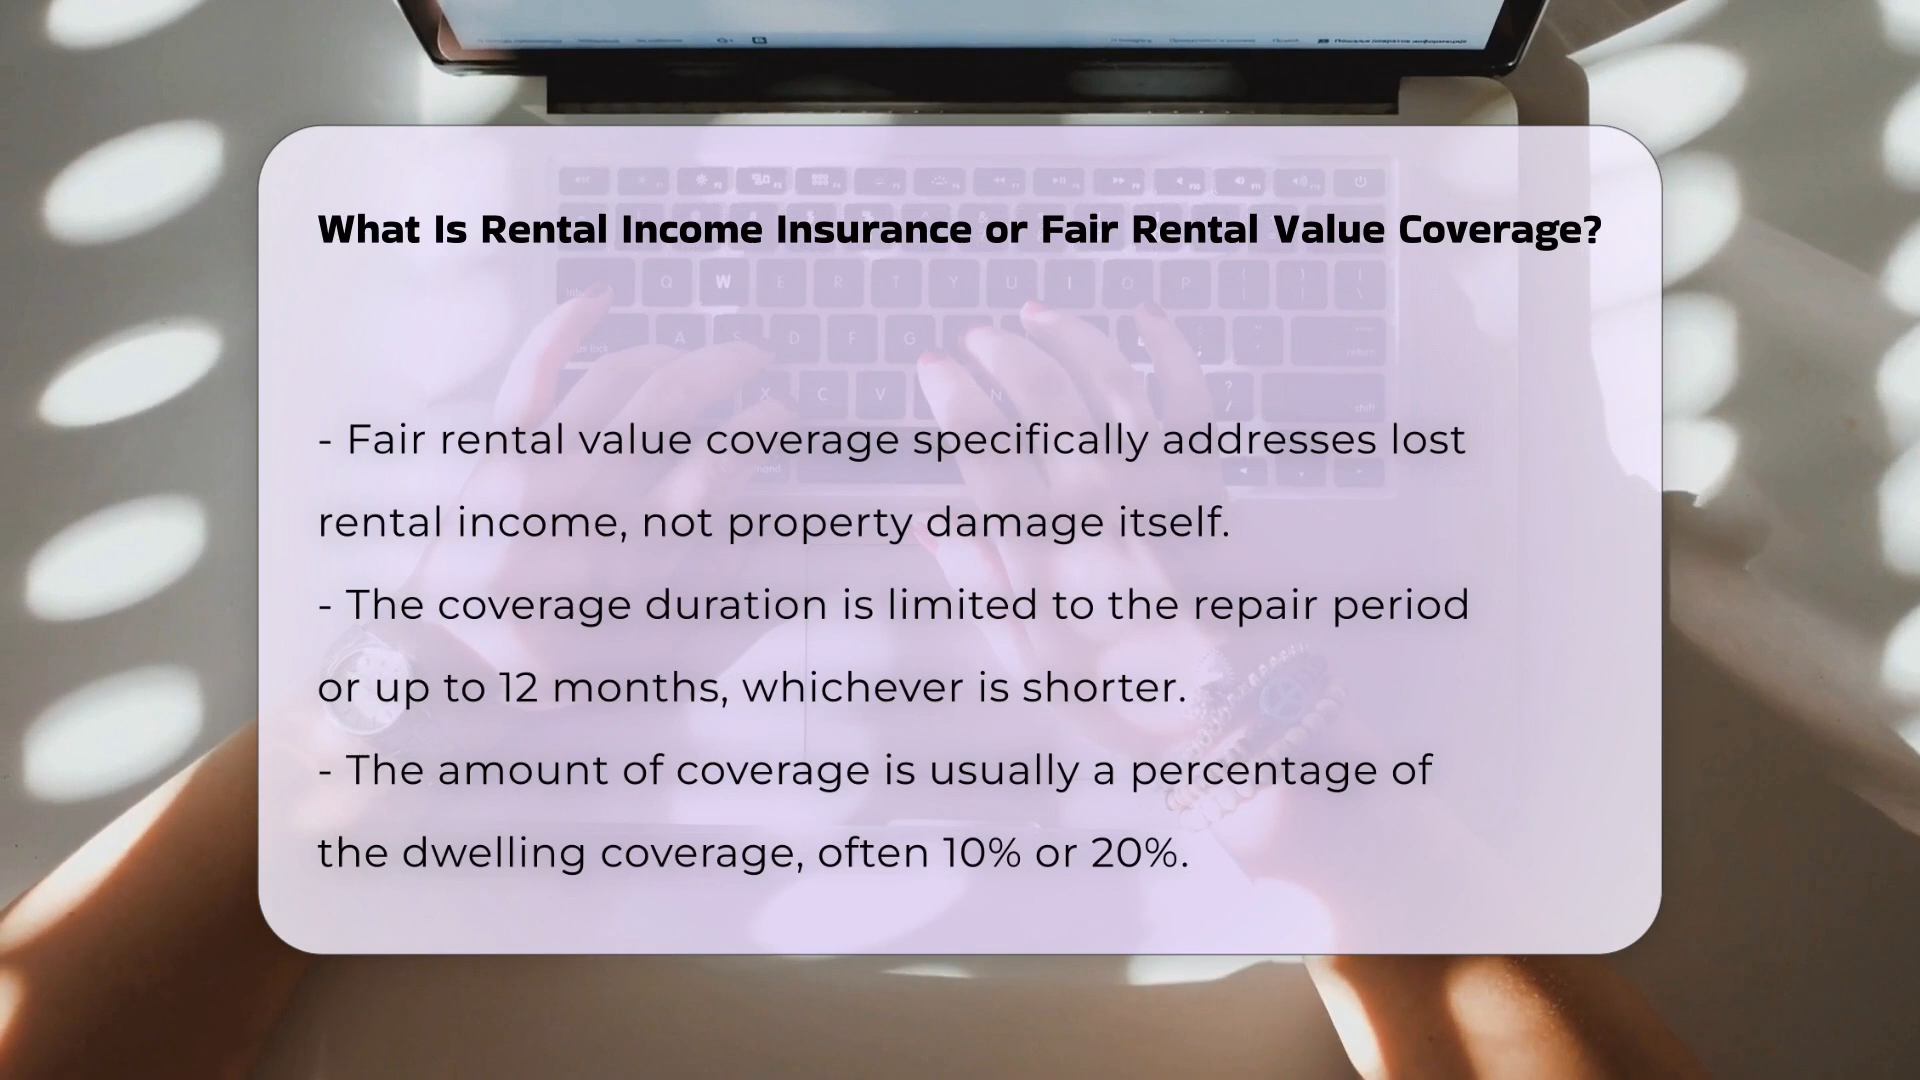 What Is Rental Income Insurance or Fair Rental Value Coverage?
- Fair rental value coverage specifically addresses lost
rental income, not property damage itself.
- The coverage duration is limited to the repair period
or up to 12 months, whichever is shorter.
- The amount of coverage is usually a percentage of
the dwelling coverage, often 10% or 20%.